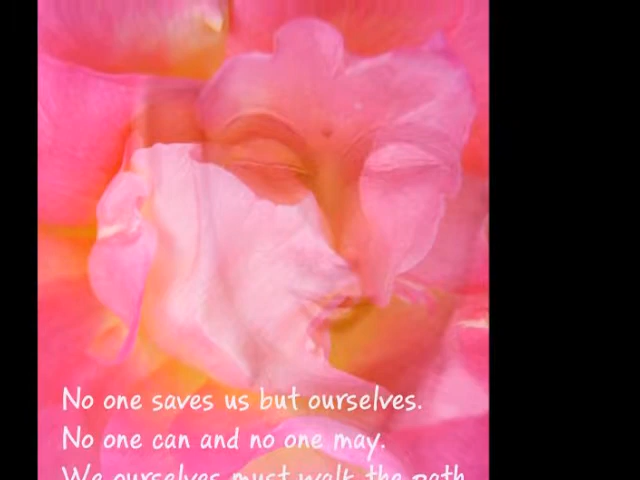 No one saves us but ourselves.
No one can and no one may.
We ourselves must walk the path